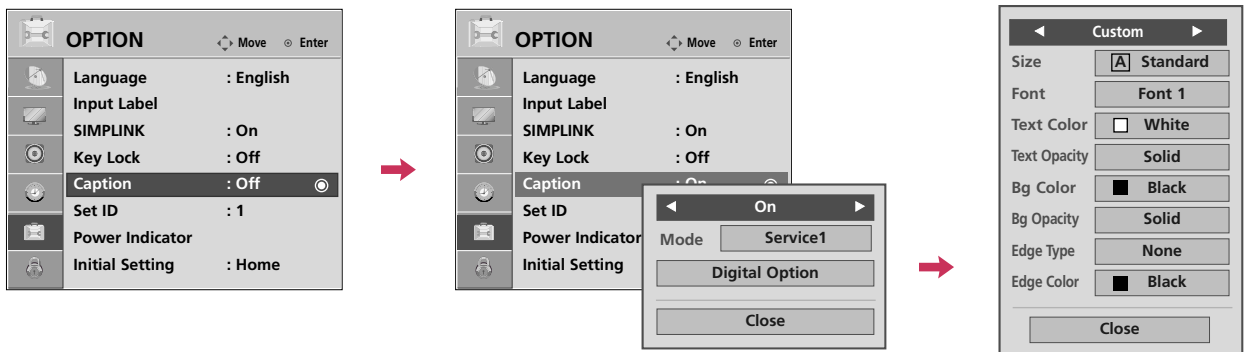 OPTION Move Enter
Language : English
Input Label
SIMPLINK : On
Key Lock : Off
Caption : Off
Set ID : 1
Power Indicator
Initial Setting : Home
OPTION Move Enter
Language : English
Input Label
SIMPLINK : On
Key Lock : Off
Caption : On
Set ID
Power Indicator
Initial Setting
◀ On ▶
Mode Service1
Digital Option
Close
◀ Custom ▶
Size A Standard
Font Font 1
Text Color White
Text Opacity Solid
Bg Color Black
Bg Opacity Solid
Edge Type None
Edge Color Black
Close